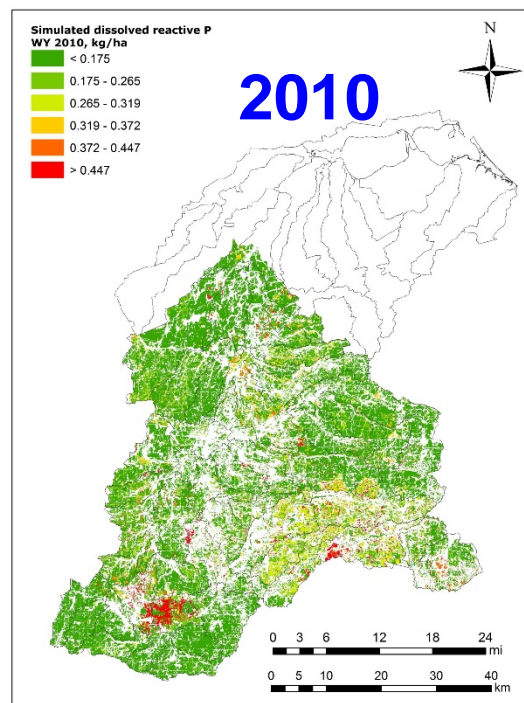 Simulated dissolved reactive P
WY 2010, kg/ha
< 0.175
0.175 - 0.265
0.265 - 0.319
0.319 - 0.372
0.372 - 0.447
> 0.447
2010
N
0 3 6 12 18 24
mi
0 5 10 20 30 40
km